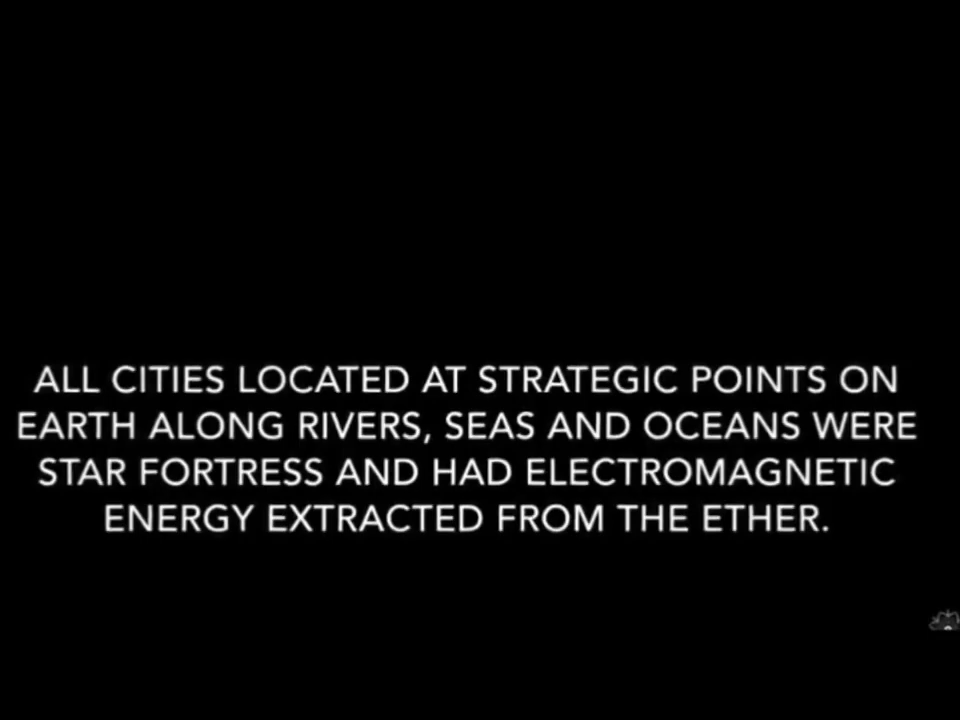 ALL CITIES LOCATED AT STRATEGIC POINTS ON
EARTH ALONG RIVERS, SEAS AND OCEANS WERE
STAR FORTRESS AND HAD ELECTROMAGNETIC
ENERGY EXTRACTED FROM THE ETHER.